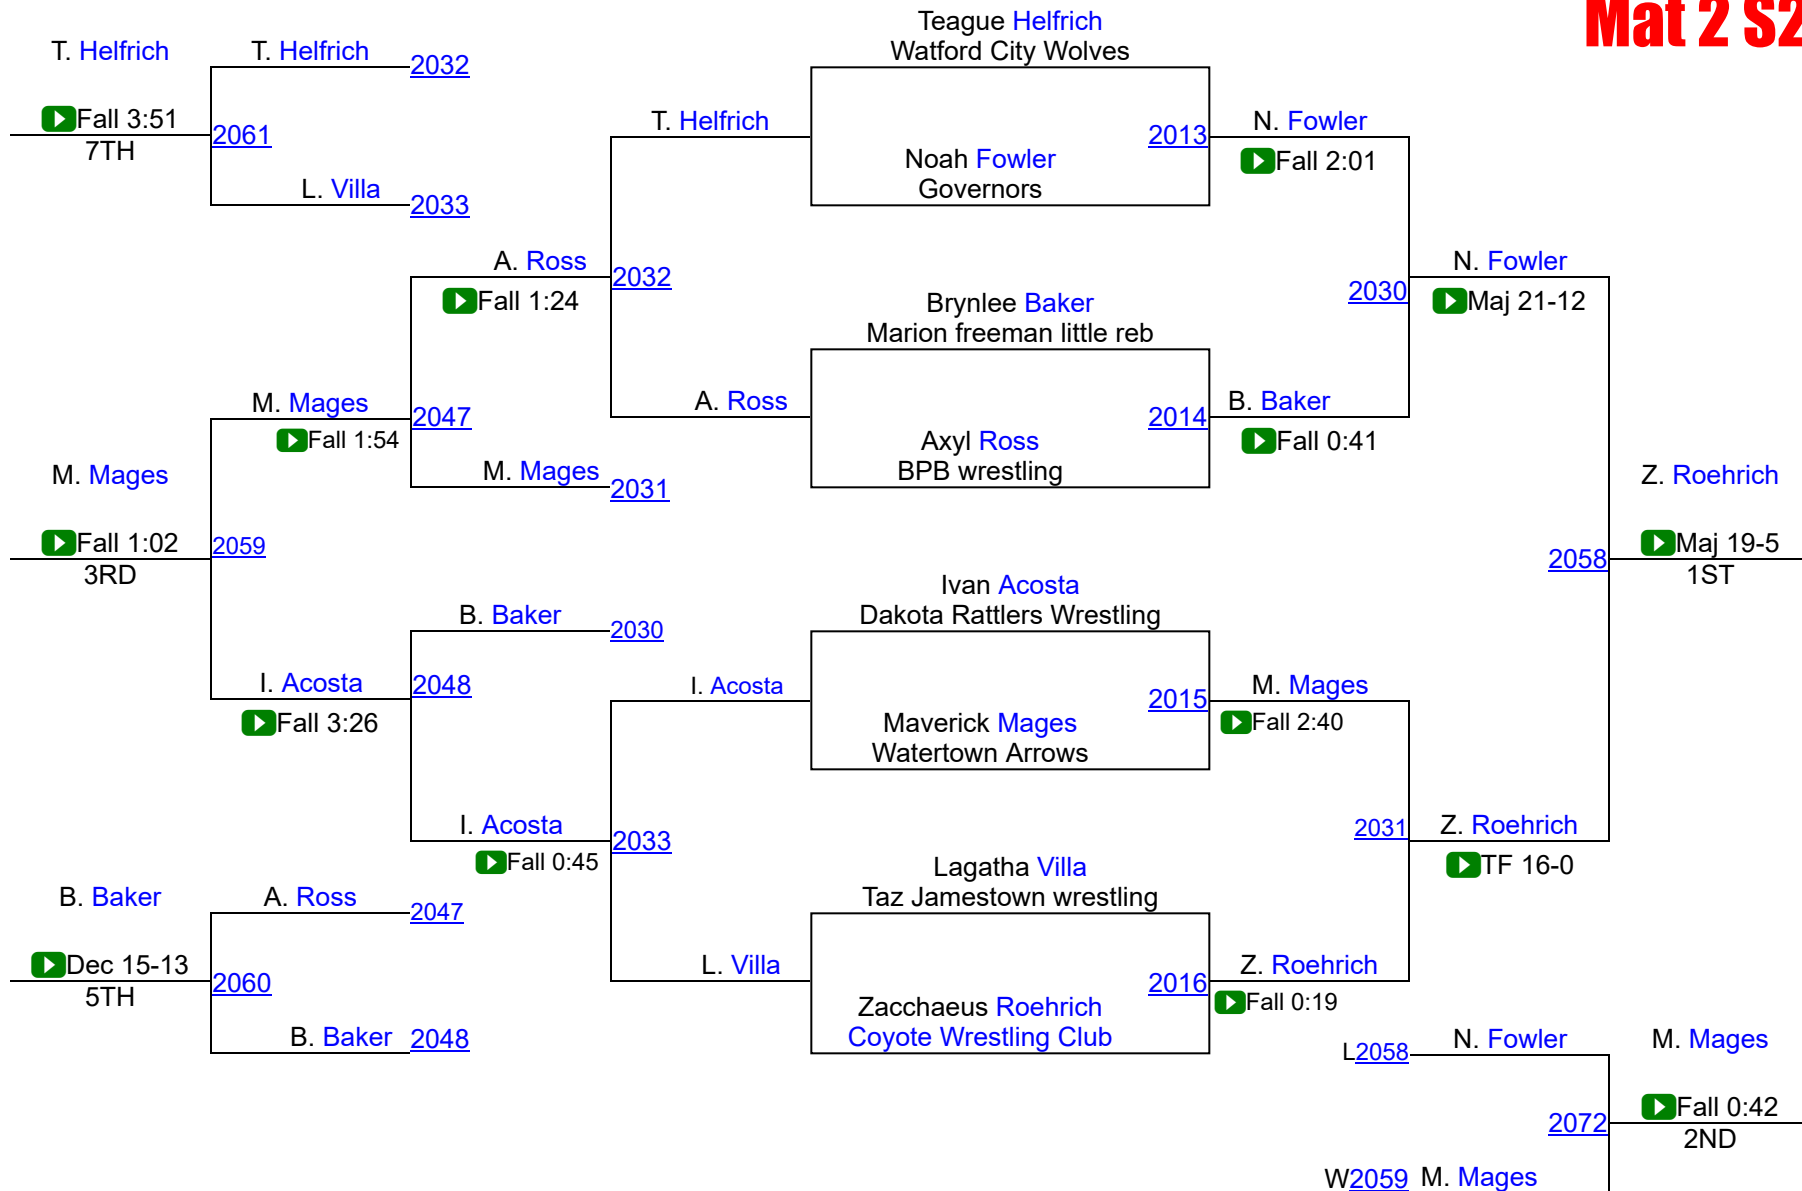 Mat 2 S2
T. Helfrich
T. Helfrich
2032
Fall 3:51
7TH
2061
L. Villa
2033
Teague Helfrich
Watford City Wolves
T. Helfrich
2013
Noah Fowler
Governors
N. Fowler
Fall 2:01
A. Ross
Fall 1:24
2032
Brynlee Baker
Marion freeman little reb
2030
N. Fowler
Maj 21-12
A. Ross
2014
Axyl Ross
BPB wrestling
B. Baker
Fall 0:41
M. Mages
Fall 1:54
2047
M. Mages
2031
M. Mages
Fall 1:02
3RD
2059
Z. Roehrich
2058
Maj 19-5
1ST
Ivan Acosta
Dakota Rattlers Wrestling
B. Baker
2030
I. Acosta
Fall 3:26
2048
I. Acosta
2015
Maverick Mages
Watertown Arrows
M. Mages
Fall 2:40
I. Acosta
Fall 0:45
2033
2031
Z. Roehrich
TF 16-0
Lagatha Villa
Taz Jamestown wrestling
L. Villa
2016
Zacchaeus Roehrich
Coyote Wrestling Club
Z. Roehrich
Fall 0:19
B. Baker
A. Ross
2047
Dec 15-13
5TH
2060
B. Baker
2048
L2058
N. Fowler
M. Mages
2072
Fall 0:42
2ND
W2059
M. Mages